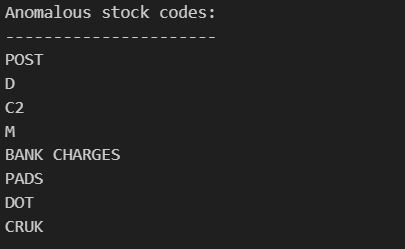 Anomalous stock codes:
----------------------
POST
D
C2
M
BANK CHARGES
PADS
DOT
CRUK